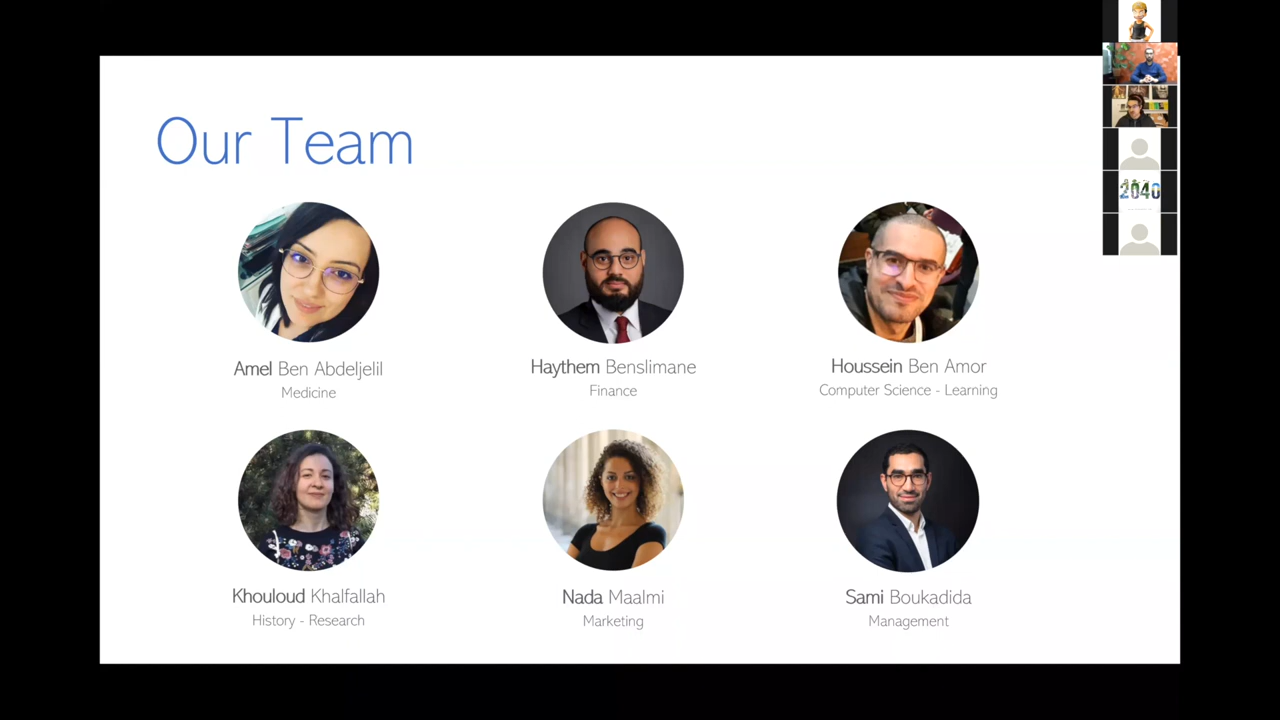 Our Team
Amel Ben Abdeljelil
Medicine
Haythem Benslimane
Finance
Houssein Ben Amor
Computer Science - Learning
Khouloud Khalfallah
History - Research
Nada Maalmi
Marketing
Sami Boukadida
Management
2040